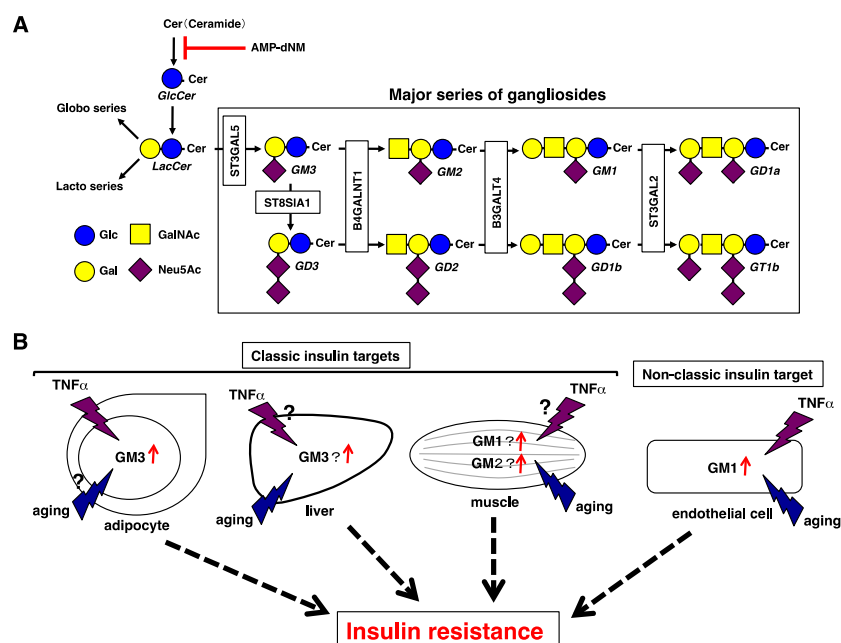 A
Cer (Ceramide)
AMP-dNM
Cer
GlcCer
Globo series
Cer
LacCer
Lacto series
Glc
GalNAc
Gal
Neu5Ac
Major series of gangliosides
ST3GAL5
Cer
GM3
ST8SIA1
Cer
GD3
B4GALNT1
Cer
GM2
Cer
GD2
B3GALT4
Cer
GM1
Cer
GD1b
ST3GAL2
Cer
GD1a
Cer
GT1b
B
Classic insulin targets
Non-classic insulin target
TNFα
GM3
?
aging
adipocyte
TNFα
?
GM3?
aging
liver
TNFα
?
GM1?
GM2?
aging
muscle
TNFα
GM1
aging
endothelial cell
Insulin resistance